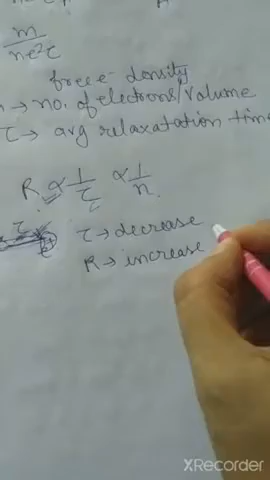 m
ne²τ
free e⁻ density
n → no. of electrons/volume
τ → avg relaxatation time
R ∝ 1/τ ∝ 1/n
τ
e⁻
τ → decrease
R → increase
XRecorder